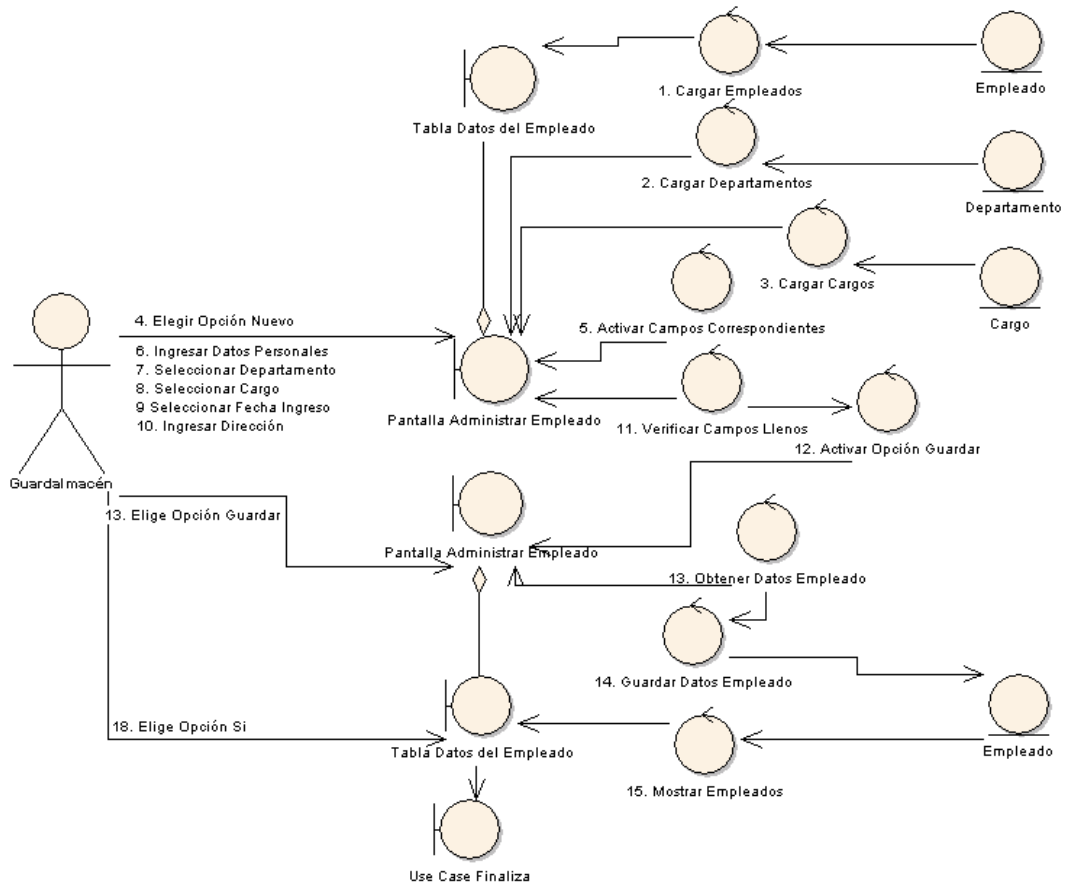 1. Cargar Empleados
Empleado
Tabla Datos del Empleado
2. Cargar Departamentos
Departamento
3. Cargar Cargos
Cargo
4. Elegir Opción Nuevo
5. Activar Campos Correspondientes
6. Ingresar Datos Personales
7. Seleccionar Departamento
8. Seleccionar Cargo
9 Seleccionar Fecha Ingreso
10. Ingresar Dirección
Pantalla Administrar Empleado
11. Verificar Campos Llenos
12. Activar Opción Guardar
Guardalmacén
13. Elige Opción Guardar
Pantalla Administrar Empleado
13. Obtener Datos Empleado
14. Guardar Datos Empleado
18. Elige Opción Si
Tabla Datos del Empleado
Empleado
15. Mostrar Empleados
Use Case Finaliza